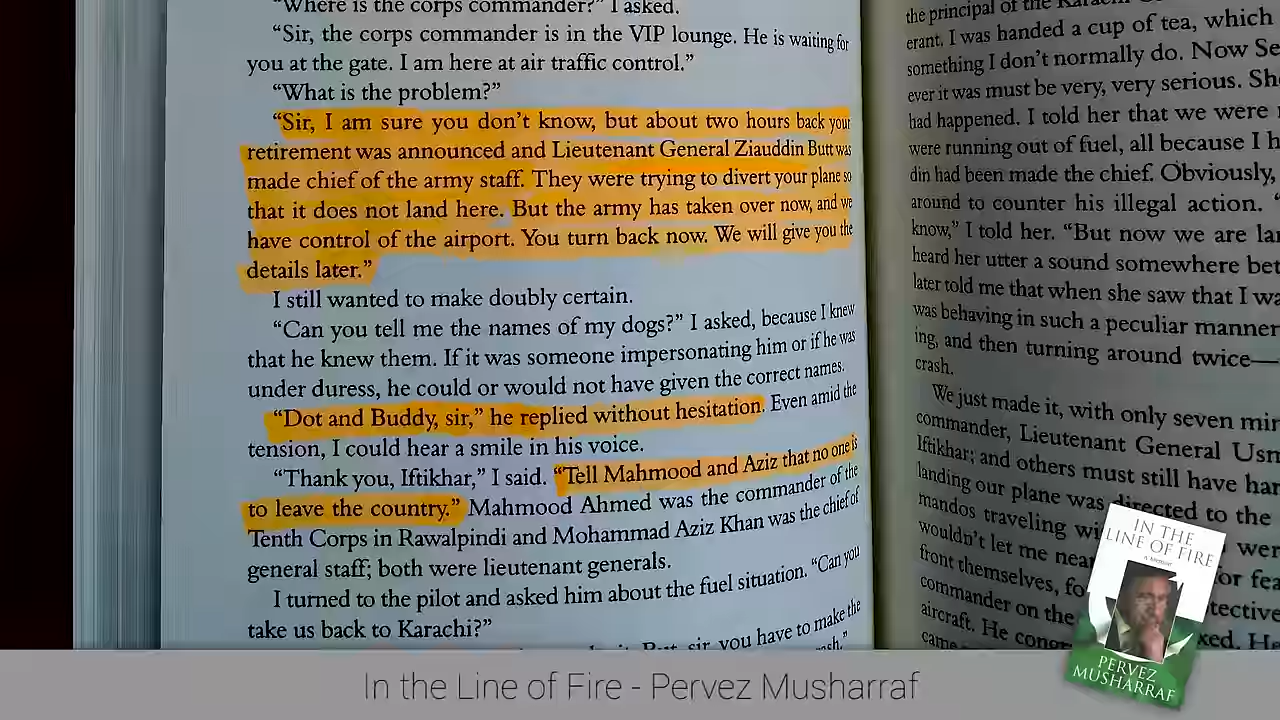 "Where is the corps commander?" I asked.
"Sir, the corps commander is in the VIP lounge. He is waiting for
you at the gate. I am here at air traffic control."
"What is the problem?"
"Sir, I am sure you don't know, but about two hours back your
retirement was announced and Lieutenant General Ziauddin Butt was
made chief of the army staff. They were trying to divert your plane so
that it does not land here. But the army has taken over now, and we
have control of the airport. You turn back now. We will give you the
details later."
I still wanted to make doubly certain.
"Can you tell me the names of my dogs?" I asked, because I knew
that he knew them. If it was someone impersonating him or if he was
under duress, he could or would not have given the correct names.
"Dot and Buddy, sir," he replied without hesitation. Even amid the
tension, I could hear a smile in his voice.
"Thank you, Iftikhar," I said. "Tell Mahmood and Aziz that no one is
to leave the country." Mahmood Ahmed was the commander of the
Tenth Corps in Rawalpindi and Mohammad Aziz Khan was the chief of
general staff; both were lieutenant generals.
I turned to the pilot and asked him about the fuel situation. "Can you
take us back to Karachi?"
sir, you have to make the
the principal of the Karachi
erant. I was handed a cup of tea, which
something I don't normally do. Now Se
ever it was must be very, very serious. Sh
had happened. I told her that we were
were running out of fuel, all because I h
din had been made the chief. Obviously,
around to counter his illegal action. "
know," I told her. "But now we are la
heard her utter a sound somewhere bet
later told me that when she saw that I wa
was behaving in such a peculiar manner
ing, and then turning around twice—
crash.
We just made it, with only seven mi
commander, Lieutenant General Usm
Iftikhar; and others must still have har
landing our plane was directed to the
mandos traveling wi wer
wouldn't let me near or fea
front themselves, fo tective
commander on the xed. He
aircraft. He cong
came
IN THE
LINE OF FIRE
A Memoir
PERVEZ
MUSHARRAF
In the Line of Fire - Pervez Musharraf